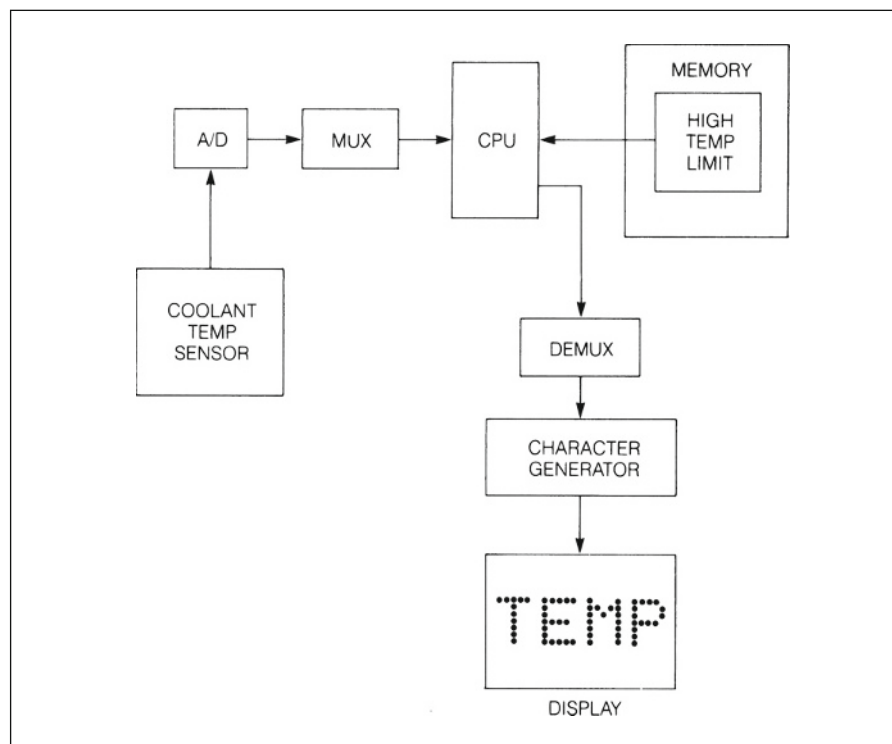 MEMORY
A/D
MUX
CPU
HIGH
TEMP
LIMIT
COOLANT
TEMP
SENSOR
DEMUX
CHARACTER
GENERATOR
TEMP
DISPLAY